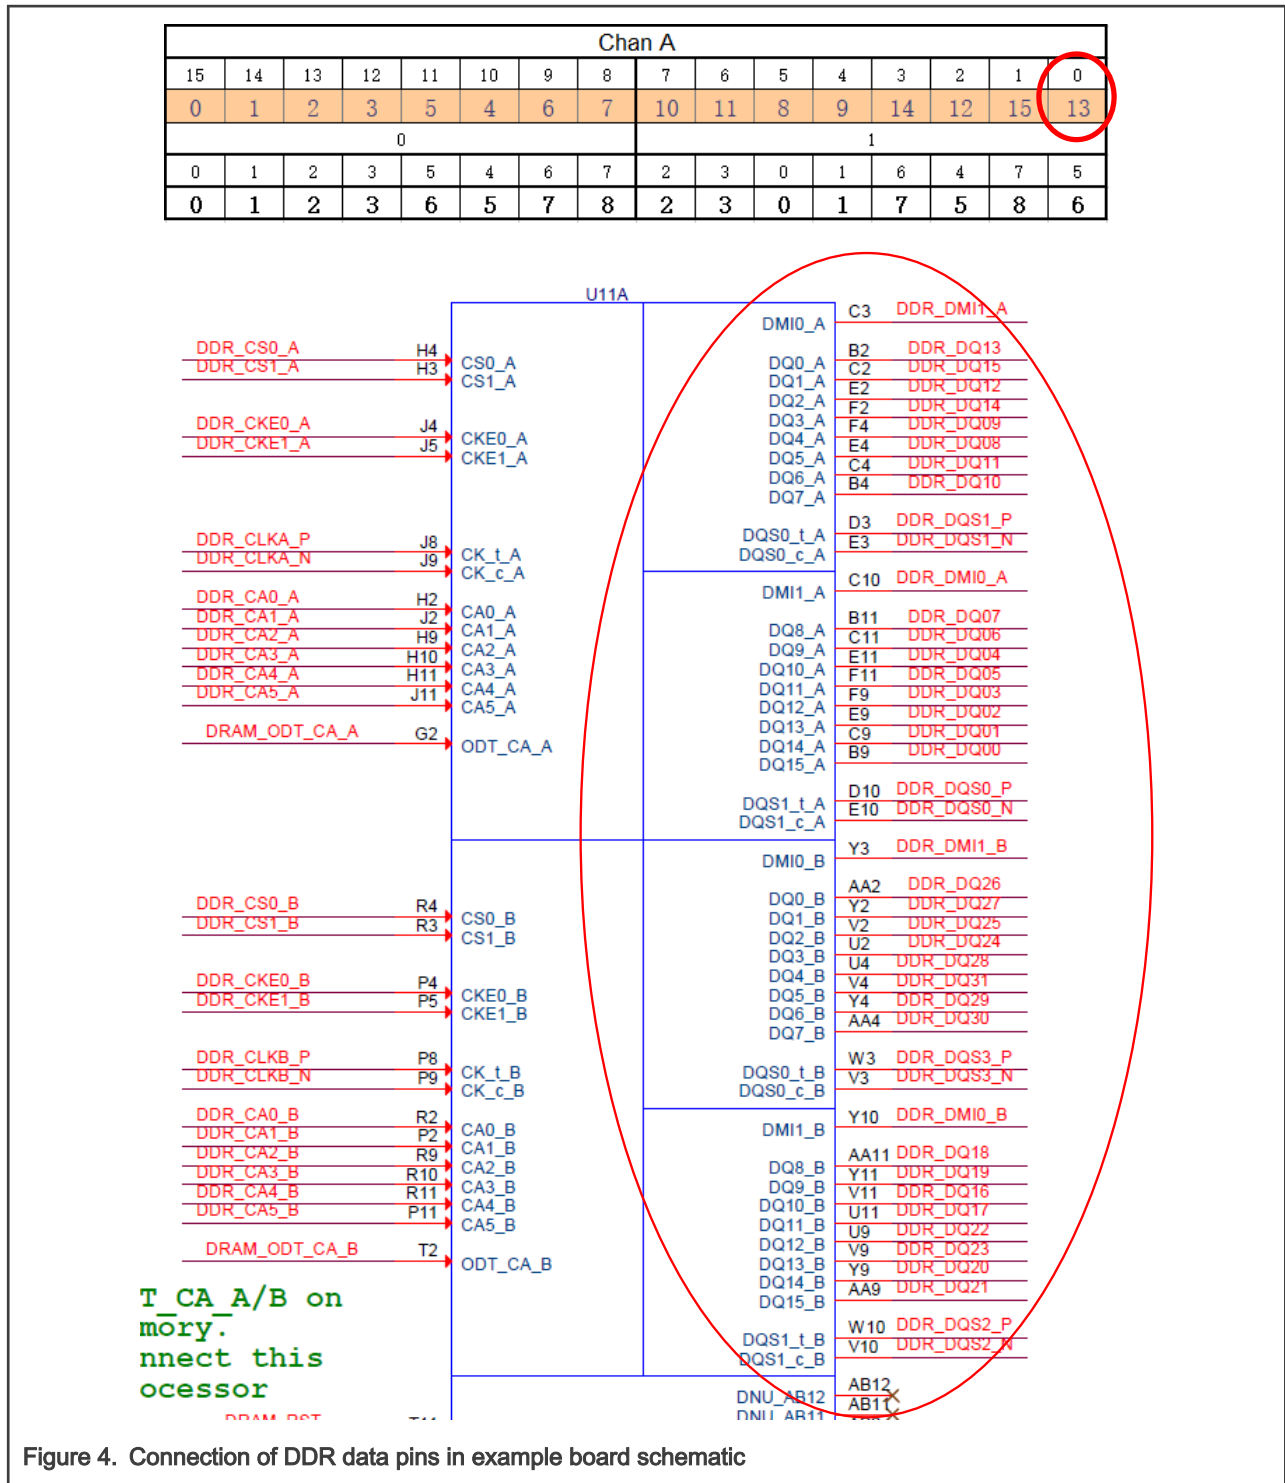 Chan A
15 14 13 12 11 10 9 8 7 6 5 4 3 2 1 0
0 1 2 3 5 4 6 7 10 11 8 9 14 12 15 13
0 1
0 1 2 3 5 4 6 7 2 3 0 1 6 4 7 5
0 1 2 3 6 5 7 8 2 3 0 1 7 5 8 6
U11A
DMI0_A C3 DDR_DMI1_A
DDR_CS0_A H4 CS0_A
DDR_CS1_A H3 CS1_A
DQ0_A B2 DDR_DQ13
DQ1_A C2 DDR_DQ15
DQ2_A E2 DDR_DQ12
DQ3_A F2 DDR_DQ14
DDR_CKE0_A J4 CKE0_A
DDR_CKE1_A J5 CKE1_A
DQ4_A F4 DDR_DQ09
DQ5_A E4 DDR_DQ08
DQ6_A C4 DDR_DQ11
DQ7_A B4 DDR_DQ10
DDR_CLKA_P J8 CK_t_A
DDR_CLKA_N J9 CK_c_A
DQS0_t_A D3 DDR_DQS1_P
DQS0_c_A E3 DDR_DQS1_N
DMI1_A C10 DDR_DMI0_A
DDR_CA0_A H2 CA0_A
DDR_CA1_A J2 CA1_A
DDR_CA2_A H9 CA2_A
DDR_CA3_A H10 CA3_A
DDR_CA4_A H11 CA4_A
DDR_CA5_A J11 CA5_A
DQ8_A B11 DDR_DQ07
DQ9_A C11 DDR_DQ06
DQ10_A E11 DDR_DQ04
DQ11_A F11 DDR_DQ05
DQ12_A F9 DDR_DQ03
DQ13_A E9 DDR_DQ02
DQ14_A C9 DDR_DQ01
DQ15_A B9 DDR_DQ00
DRAM_ODT_CA_A G2 ODT_CA_A
DQS1_t_A D10 DDR_DQS0_P
DQS1_c_A E10 DDR_DQS0_N
DMI0_B Y3 DDR_DMI1_B
DDR_CS0_B R4 CS0_B
DDR_CS1_B R3 CS1_B
DQ0_B AA2 DDR_DQ26
DQ1_B Y2 DDR_DQ27
DQ2_B V2 DDR_DQ25
DQ3_B U2 DDR_DQ24
DQ4_B U4 DDR_DQ28
DQ5_B V4 DDR_DQ31
DQ6_B Y4 DDR_DQ29
DQ7_B AA4 DDR_DQ30
DDR_CKE0_B P4 CKE0_B
DDR_CKE1_B P5 CKE1_B
DDR_CLKB_P P8 CK_t_B
DDR_CLKB_N P9 CK_c_B
DQS0_t_B W3 DDR_DQS3_P
DQS0_c_B V3 DDR_DQS3_N
DMI1_B Y10 DDR_DMI0_B
DDR_CA0_B R2 CA0_B
DDR_CA1_B P2 CA1_B
DDR_CA2_B R9 CA2_B
DDR_CA3_B R10 CA3_B
DDR_CA4_B R11 CA4_B
DDR_CA5_B P11 CA5_B
DQ8_B AA11 DDR_DQ18
DQ9_B Y11 DDR_DQ19
DQ10_B V11 DDR_DQ16
DQ11_B U11 DDR_DQ17
DQ12_B U9 DDR_DQ22
DQ13_B V9 DDR_DQ23
DQ14_B Y9 DDR_DQ20
DQ15_B AA9 DDR_DQ21
DRAM_ODT_CA_B T2 ODT_CA_B
T_CA_A/B on
mory.
nnect this
ocessor
DQS1_t_B W10 DDR_DQS2_P
DQS1_c_B V10 DDR_DQS2_N
DNU_AB12 AB12
DNU_AB11 AB11
Figure 4. Connection of DDR data pins in example board schematic